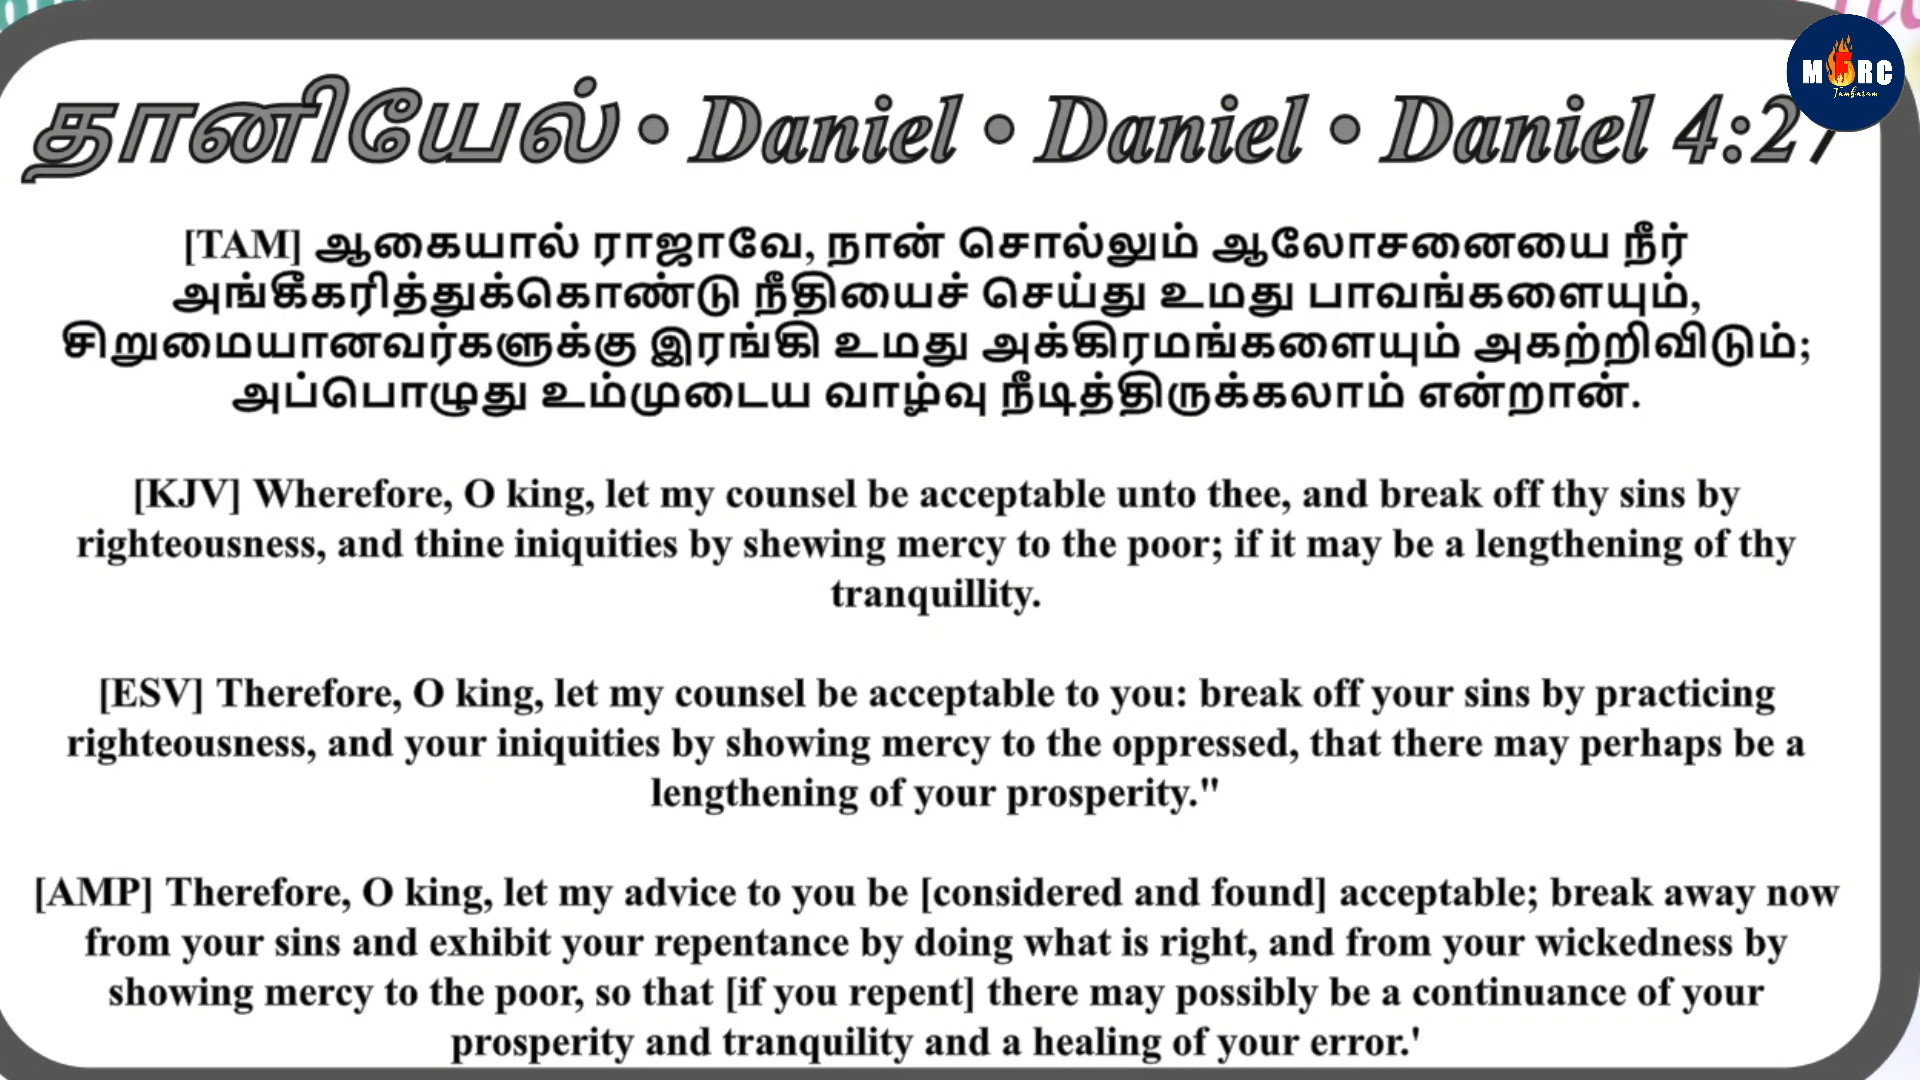 தானியேல் • Daniel • Daniel • Daniel 4:27
MFRC
Tambaram
[TAM] ஆகையால் ராஜாவே, நான் சொல்லும் ஆலோசனையை நீர்
அங்கீகரித்துக்கொண்டு நீதியைச் செய்து உமது பாவங்களையும்,
சிறுமையானவர்களுக்கு இரங்கி உமது அக்கிரமங்களையும் அகற்றிவிடும்;
அப்பொழுது உம்முடைய வாழ்வு நீடித்திருக்கலாம் என்றான்.
[KJV] Wherefore, O king, let my counsel be acceptable unto thee, and break off thy sins by
righteousness, and thine iniquities by shewing mercy to the poor; if it may be a lengthening of thy
tranquillity.
[ESV] Therefore, O king, let my counsel be acceptable to you: break off your sins by practicing
righteousness, and your iniquities by showing mercy to the oppressed, that there may perhaps be a
lengthening of your prosperity."
[AMP] Therefore, O king, let my advice to you be [considered and found] acceptable; break away now
from your sins and exhibit your repentance by doing what is right, and from your wickedness by
showing mercy to the poor, so that [if you repent] there may possibly be a continuance of your
prosperity and tranquility and a healing of your error.'